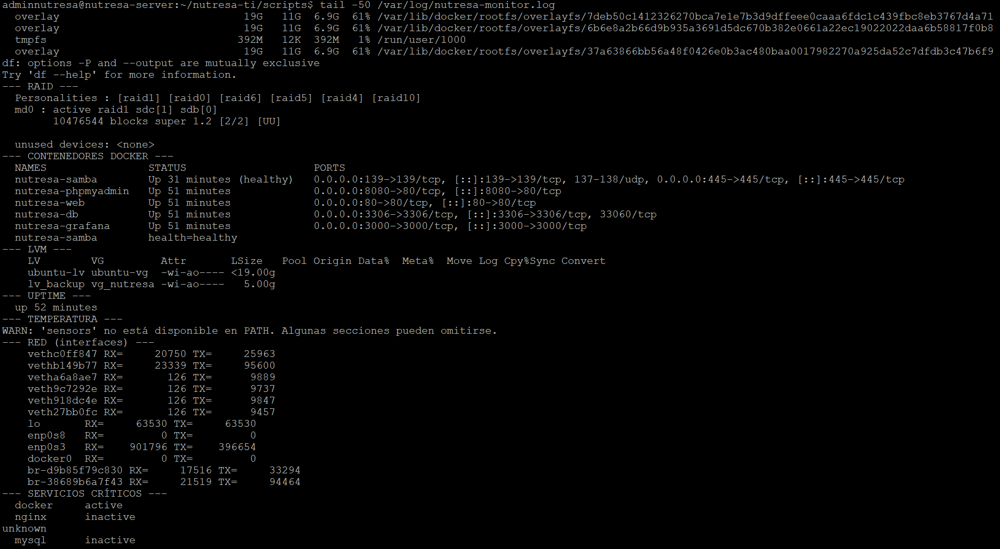 adminnutresa@nutresa-server:~/nutresa-ti/scripts$ tail -50 /var/log/nutresa-monitor.log
  overlay                             19G   11G  6.9G  61% /var/lib/docker/rootfs/overlayfs/7deb50c1412326270bca7e1e7b3d9dffeee0caaa6fdc1c439fbc8eb3767d4a71
  overlay                             19G   11G  6.9G  61% /var/lib/docker/rootfs/overlayfs/6b6e8a2b66d9b935a3691d5dc670b382e0661a22ec19022022daa6b58817f0b8
  tmpfs                              392M   12K  392M   1% /run/user/1000
  overlay                             19G   11G  6.9G  61% /var/lib/docker/rootfs/overlayfs/37a63866bb56a48f0426e0b3ac480baa0017982270a925da52c7dfdb3c47b6f9
df: options -P and --output are mutually exclusive
Try 'df --help' for more information.
--- RAID ---
  Personalities : [raid1] [raid0] [raid6] [raid5] [raid4] [raid10]
  md0 : active raid1 sdc[1] sdb[0]
        10476544 blocks super 1.2 [2/2] [UU]

  unused devices: <none>
--- CONTENEDORES DOCKER ---
  NAMES                STATUS                    PORTS
  nutresa-samba        Up 31 minutes (healthy)   0.0.0.0:139->139/tcp, [::]:139->139/tcp, 137-138/udp, 0.0.0.0:445->445/tcp, [::]:445->445/tcp
  nutresa-phpmyadmin   Up 51 minutes             0.0.0.0:8080->80/tcp, [::]:8080->80/tcp
  nutresa-web          Up 51 minutes             0.0.0.0:80->80/tcp, [::]:80->80/tcp
  nutresa-db           Up 51 minutes             0.0.0.0:3306->3306/tcp, [::]:3306->3306/tcp, 33060/tcp
  nutresa-grafana      Up 51 minutes             0.0.0.0:3000->3000/tcp, [::]:3000->3000/tcp
  nutresa-samba        health=healthy
--- LVM ---
    LV        VG         Attr       LSize   Pool Origin Data%  Meta%  Move Log Cpy%Sync Convert
    ubuntu-lv ubuntu-vg  -wi-ao---- <19.00g
    lv_backup vg_nutresa -wi-ao----   5.00g
--- UPTIME ---
  up 52 minutes
--- TEMPERATURA ---
WARN: 'sensors' no está disponible en PATH. Algunas secciones pueden omitirse.
--- RED (interfaces) ---
    vethc0ff847 RX=     20750 TX=     25963
    vethb149b77 RX=     23339 TX=     95600
    vetha6a8ae7 RX=       126 TX=      9889
    veth9c7292e RX=       126 TX=      9737
    veth918dc4e RX=       126 TX=      9847
    veth27bb0fc RX=       126 TX=      9457
    lo       RX=     63530 TX=     63530
    enp0s8   RX=         0 TX=         0
    enp0s3   RX=    901796 TX=    396654
    docker0  RX=         0 TX=         0
    br-d9b85f79c830 RX=     17516 TX=     33294
    br-38689b6a7f43 RX=     21519 TX=     94464
--- SERVICIOS CRÍTICOS ---
  docker     active
  nginx      inactive
unknown
  mysql      inactive